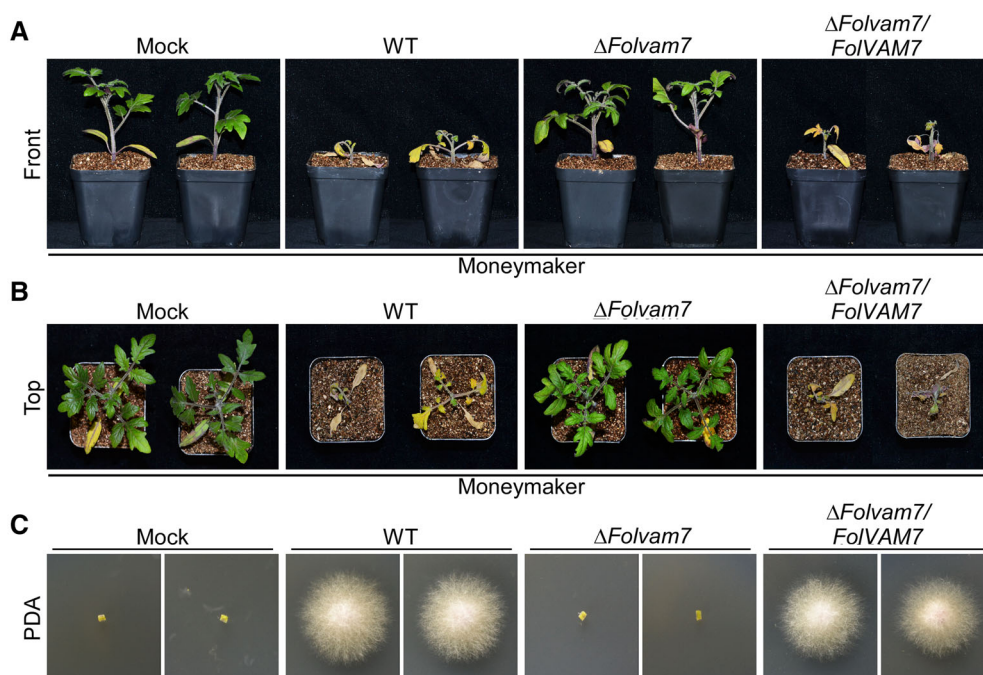 A
Mock
WT
ΔFolvam7
ΔFolvam7/
FolVAM7
Front
Moneymaker
B
Mock
WT
ΔFolvam7
ΔFolvam7/
FolVAM7
Top
Moneymaker
C
Mock
WT
ΔFolvam7
ΔFolvam7/
FolVAM7
PDA